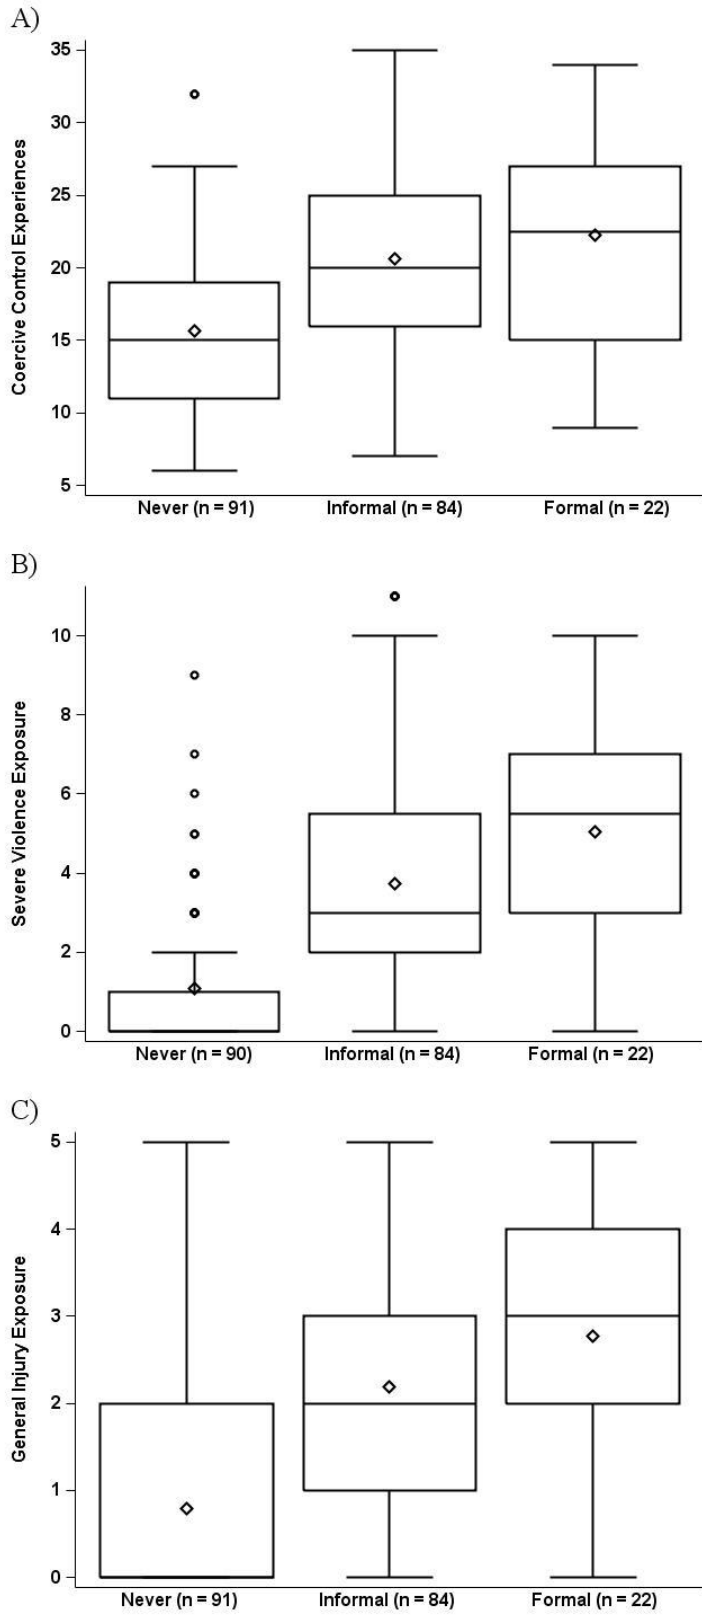 A)
Coercive Control Experiences
35
30
25
20
15
10
5
Never (n = 91) Informal (n = 84) Formal (n = 22)
B)
Severe Violence Exposure
10
8
6
4
2
0
Never (n = 90) Informal (n = 84) Formal (n = 22)
C)
General Injury Exposure
5
4
3
2
1
0
Never (n = 91) Informal (n = 84) Formal (n = 22)